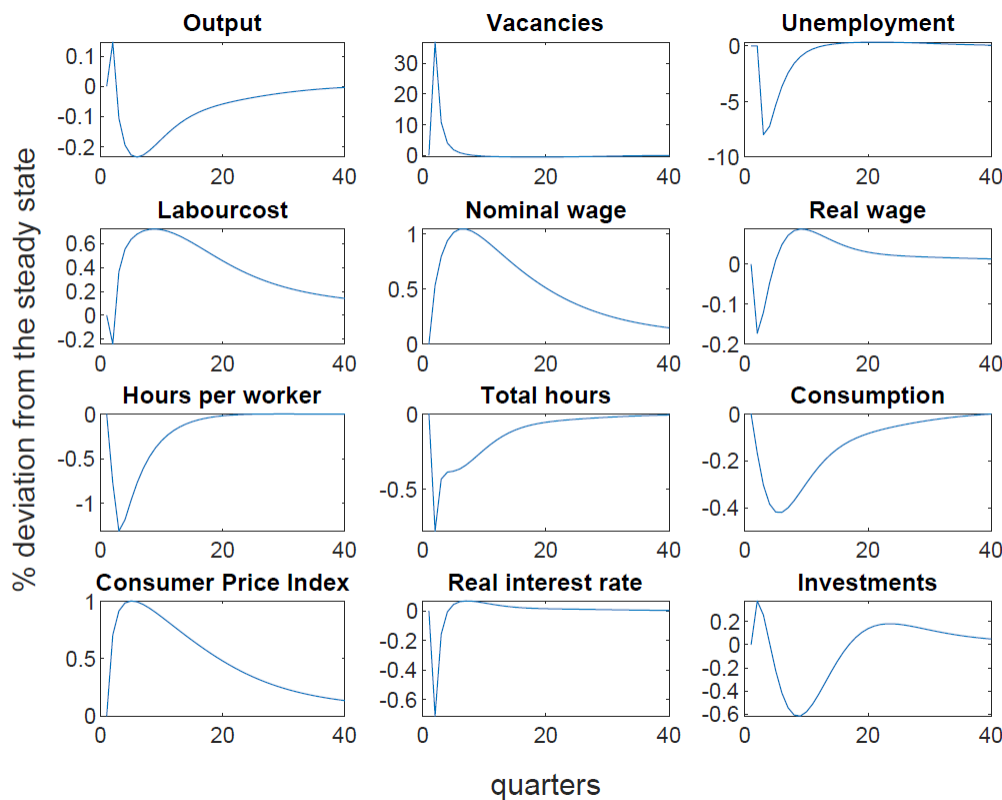 % deviation from the steady state
Output
0.1
0
-0.1
-0.2
0 20 40
Vacancies
30
20
10
0
0 20 40
Unemployment
0
-5
-10
0 20 40
Labourcost
0.6
0.4
0.2
0
-0.2
0 20 40
Nominal wage
1
0.5
0
0 20 40
Real wage
0
-0.1
-0.2
0 20 40
Hours per worker
0
-0.5
-1
0 20 40
Total hours
0
-0.5
0 20 40
Consumption
0
-0.2
-0.4
0 20 40
Consumer Price Index
1
0.5
0
0 20 40
Real interest rate
0
-0.2
-0.4
-0.6
0 20 40
Investments
0.2
0
-0.2
-0.4
-0.6
0 20 40
quarters